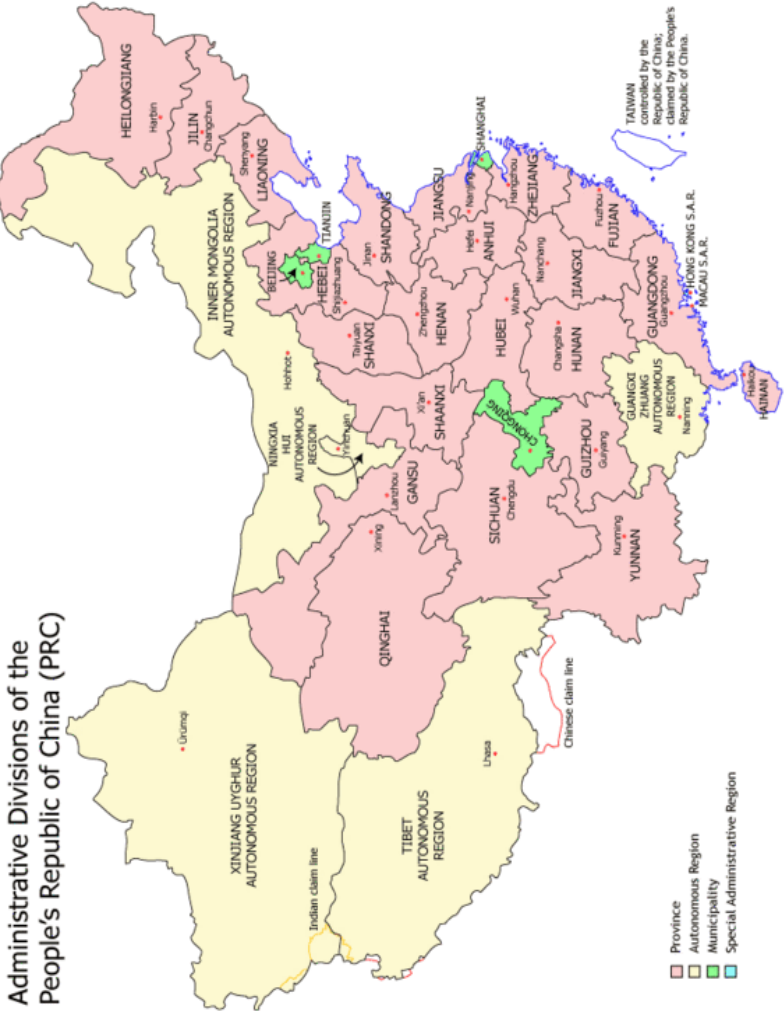 Administrative Divisions of the
People's Republic of China (PRC)
HEILONGJIANG
Harbin
JILIN
Changchun
Shenyang
LIAONING
INNER MONGOLIA
AUTONOMOUS REGION
Hohhot
BEIJING
TIANJIN
HEBEI
Shijiazhuang
Taiyuan
SHANXI
Jinan
SHANDONG
NINGXIA
HUI
AUTONOMOUS
REGION
Yinchuan
XINJIANG UYGHUR
AUTONOMOUS REGION
Ürümqi
Indian claim line
QINGHAI
Xining
Lanzhou
GANSU
Xi'an
SHAANXI
Zhengzhou
HENAN
JIANGSU
Nanjing
SHANGHAI
Hefei
ANHUI
Hangzhou
ZHEJIANG
HUBEI
Wuhan
CHONGQING
SICHUAN
Chengdu
TIBET
AUTONOMOUS
REGION
Lhasa
Chinese claim line
Nanchang
JIANGXI
Changsha
HUNAN
GUIZHOU
Guiyang
Kunming
YUNNAN
GUANGXI
ZHUANG
AUTONOMOUS
REGION
Nanning
GUANGDONG
Guangzhou
Fuzhou
FUJIAN
HONG KONG S.A.R.
MACAU S.A.R.
Haikou
HAINAN
TAIWAN
controlled by the
Republic of China;
claimed by the People's
Republic of China.
Province
Autonomous Region
Municipality
Special Administrative Region